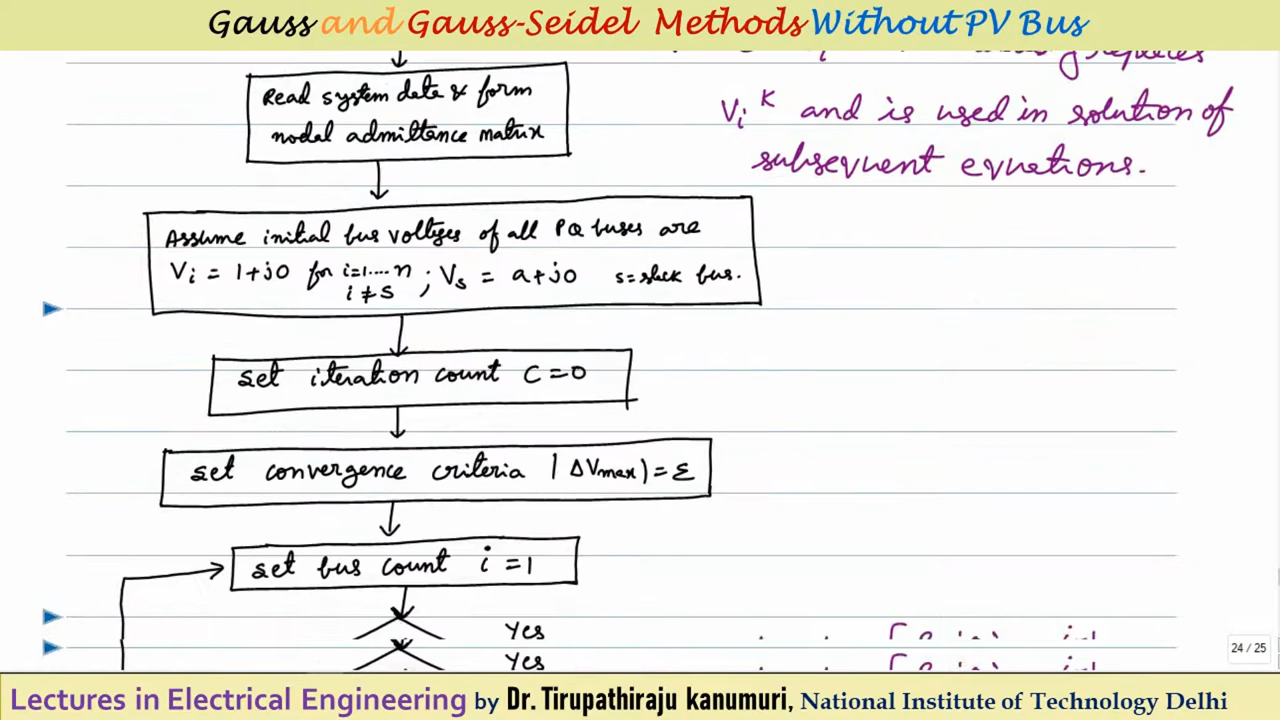 Gauss and Gauss-Seidel Methods Without PV Bus
replaces
Vi^K and is used in solution of
subsequent equations.
Read system data & form
nodal admittance matrix
Assume initial bus voltages of all PQ buses are
Vi = 1+j0 for i=1....n ; Vs = a+j0 s=slack bus.
i ≠ s
set iteration count C=0
set convergence criteria |ΔVmax| = ε
set bus count i = 1
Yes
Yes
24 / 25
Lectures in Electrical Engineering by Dr. Tirupathiraju kanumuri, National Institute of Technology Delhi